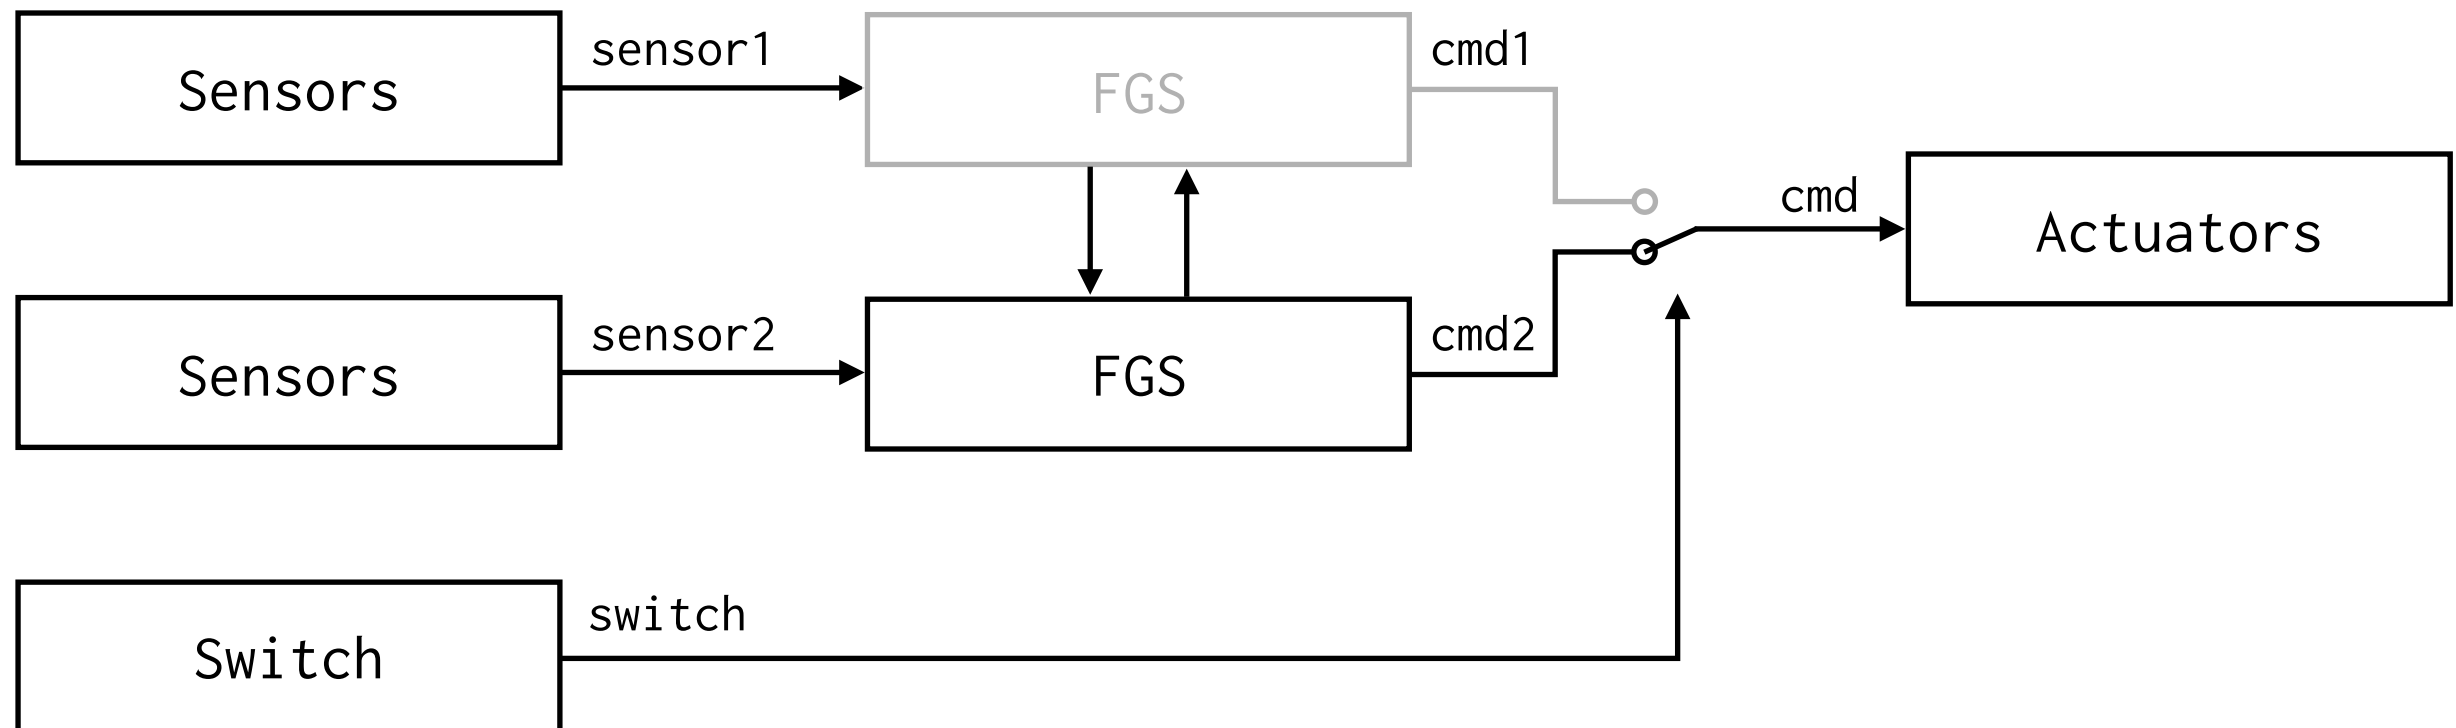 sensor1
cmd1
Sensors
FGS
cmd
Actuators
sensor2
cmd2
Sensors
FGS
switch
Switch